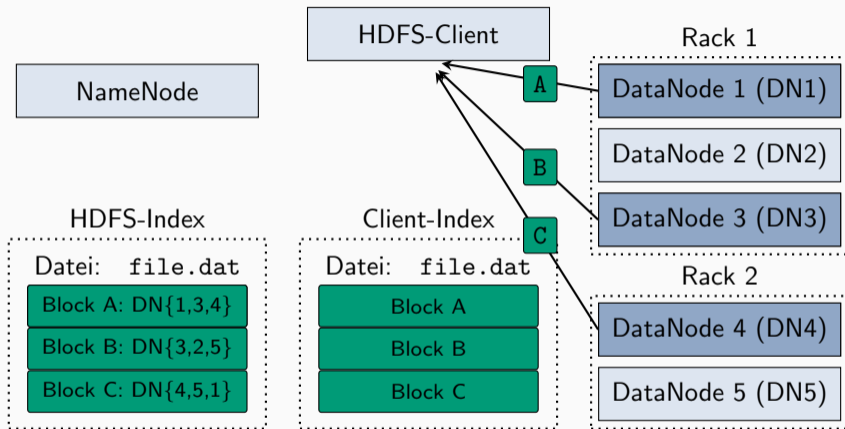 HDFS-Client
NameNode
Rack 1
DataNode 1 (DN1)
DataNode 2 (DN2)
DataNode 3 (DN3)
A
B
C
HDFS-Index
Datei: file.dat
Block A: DN{1,3,4}
Block B: DN{3,2,5}
Block C: DN{4,5,1}
Client-Index
Datei: file.dat
Block A
Block B
Block C
Rack 2
DataNode 4 (DN4)
DataNode 5 (DN5)